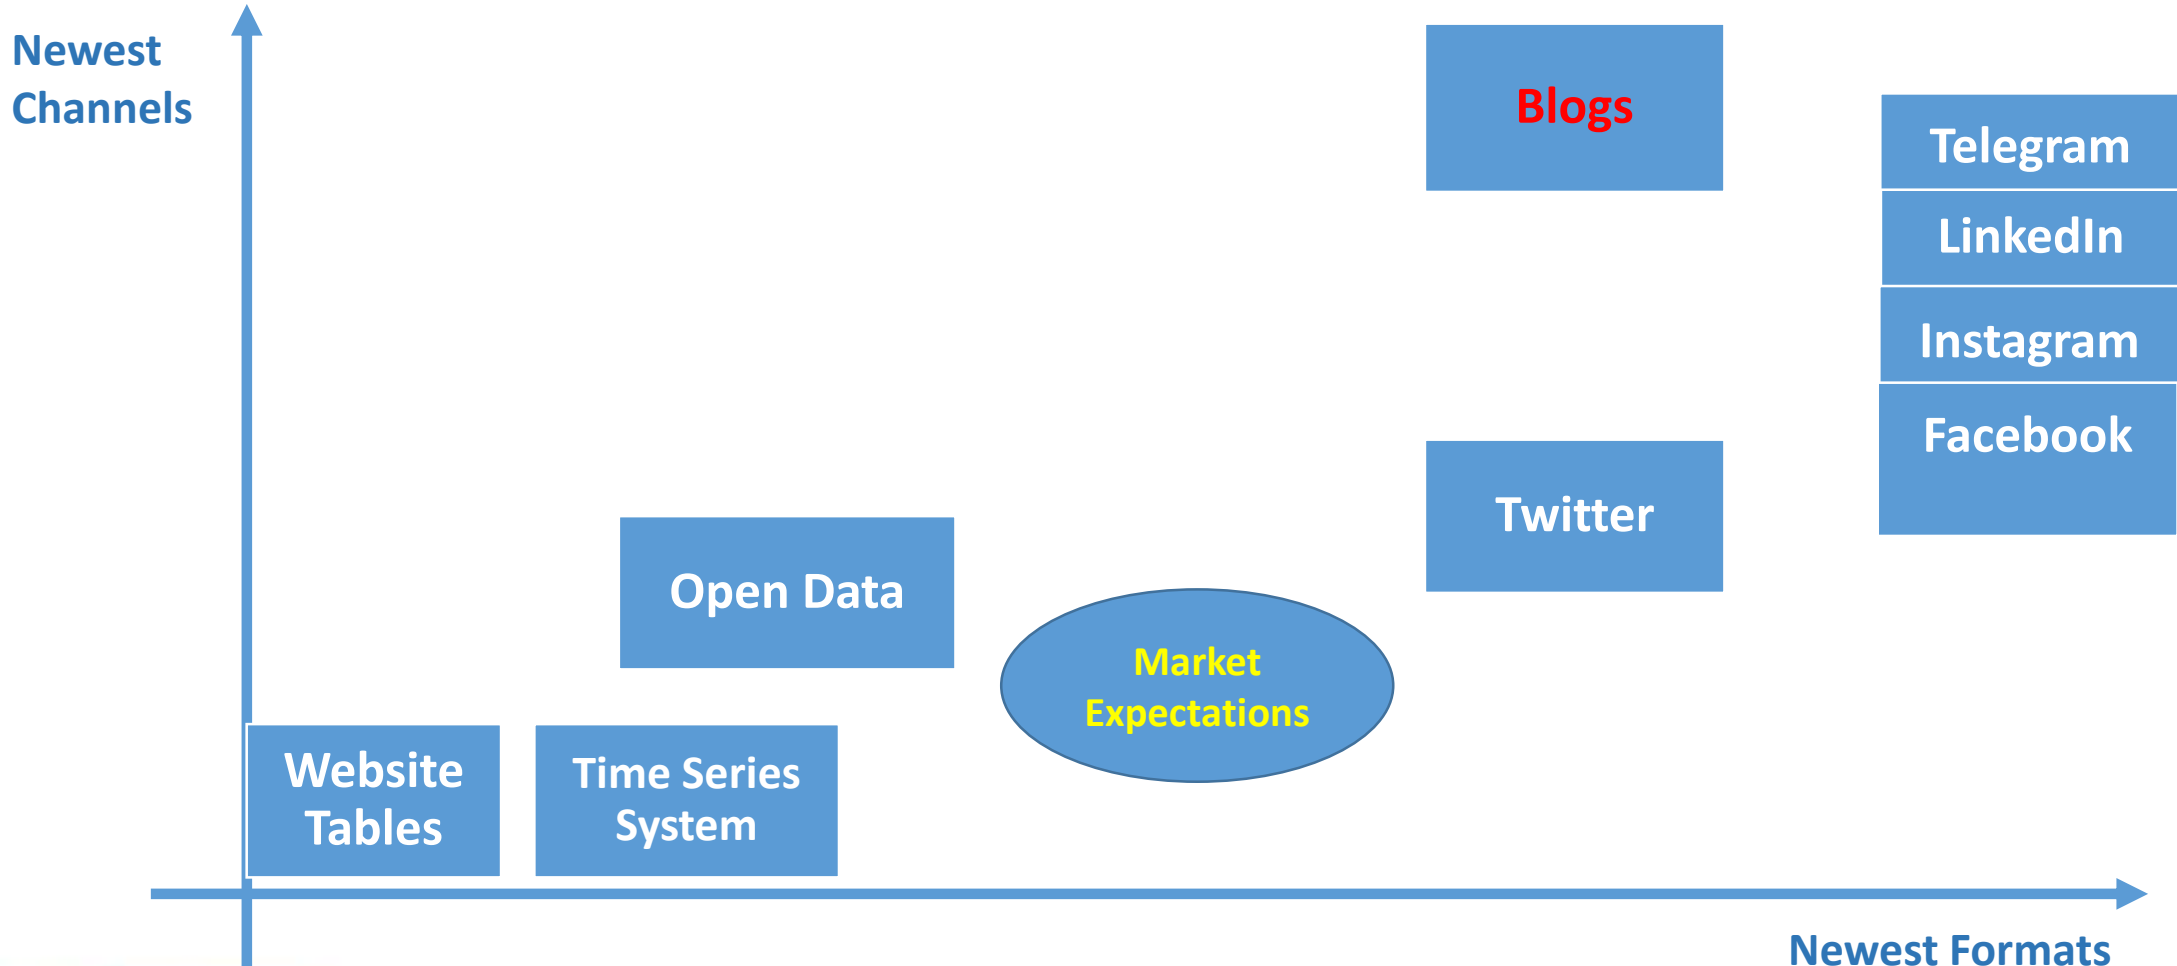 Newest
Channels
Blogs
Telegram
LinkedIn
Instagram
Facebook
Twitter
Open Data
Market
Expectations
Website
Tables
Time Series
System
Newest Formats